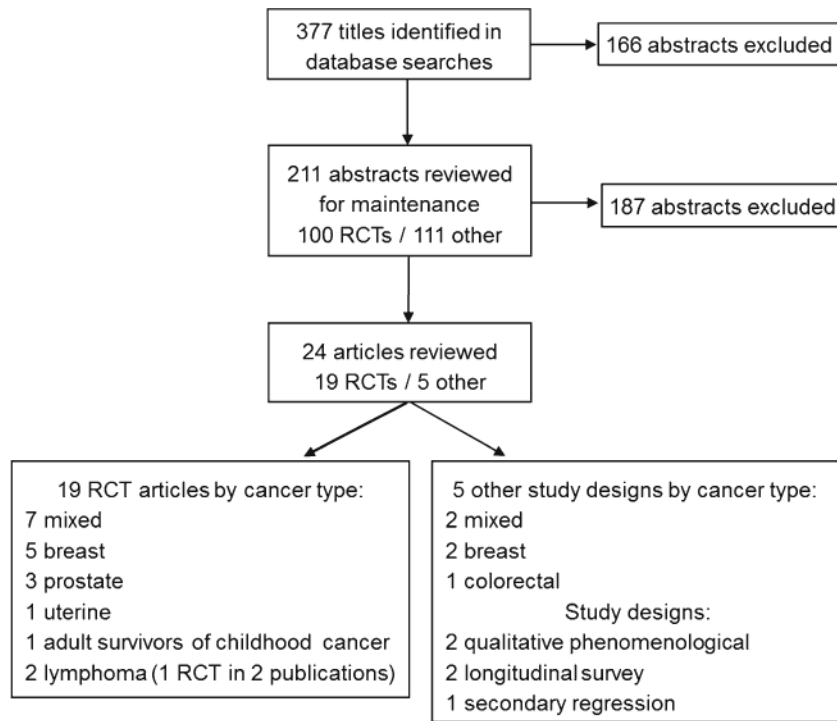 377 titles identified in
database searches
166 abstracts excluded
211 abstracts reviewed
for maintenance
100 RCTs / 111 other
187 abstracts excluded
24 articles reviewed
19 RCTs / 5 other
19 RCT articles by cancer type:
7 mixed
5 breast
3 prostate
1 uterine
1 adult survivors of childhood cancer
2 lymphoma (1 RCT in 2 publications)
5 other study designs by cancer type:
2 mixed
2 breast
1 colorectal
Study designs:
2 qualitative phenomenological
2 longitudinal survey
1 secondary regression